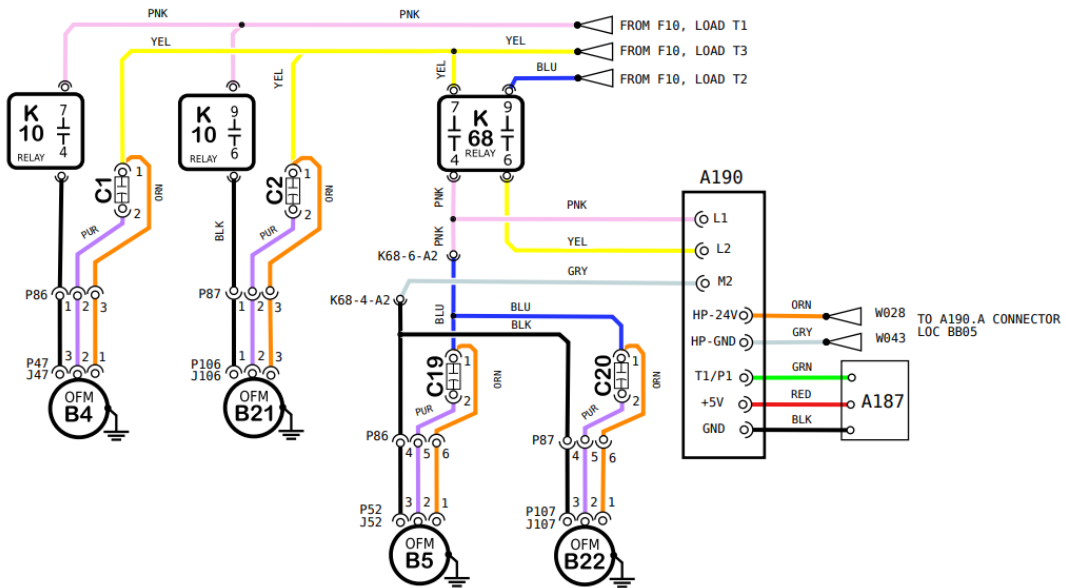 PNK
PNK
FROM F10, LOAD T1
YEL
YEL
FROM F10, LOAD T3
YEL
YEL
BLU
FROM F10, LOAD T2
K
10
RELAY
7
4
K
10
RELAY
9
6
7
9
K
68
RELAY
4
6
C1
1
2
ORN
PUR
C2
1
2
ORN
PUR
BLK
A190
PNK
PNK
L1
PNK
YEL
L2
K68-6-A2
GRY
M2
K68-4-A2
P86
1
2
3
P87
1
2
3
BLU
BLU
BLK
HP-24V
ORN
W028
TO A190.A CONNECTOR
LOC BB05
HP-GND
GRY
W043
P47
J47
3
2
1
P106
J106
3
2
1
OFM
B4
OFM
B21
C19
1
2
ORN
PUR
C20
1
2
ORN
PUR
T1/P1
GRN
+5V
RED
GND
BLK
A187
P86
4
5
6
P87
4
5
6
P52
J52
3
2
1
P107
J107
3
2
1
OFM
B5
OFM
B22